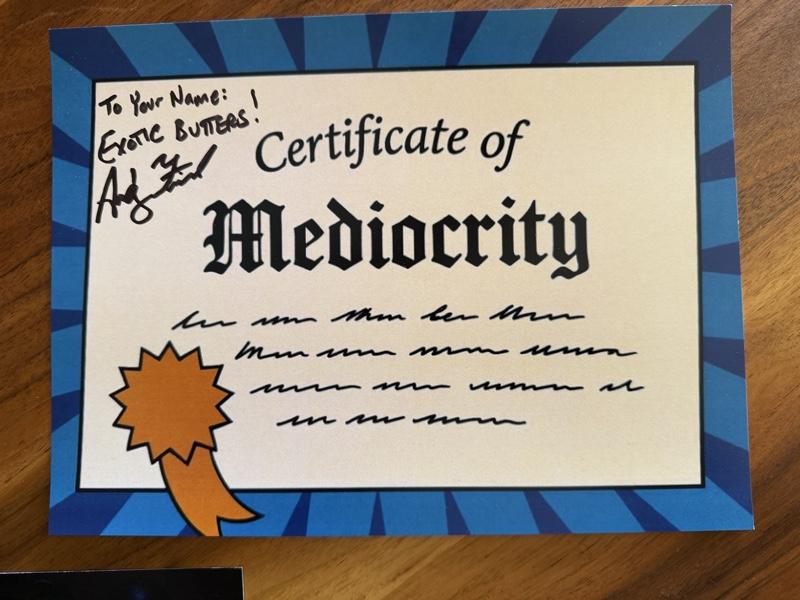 To Your Name:
EXOTIC BUTTERS!
Certificate of
Mediocrity